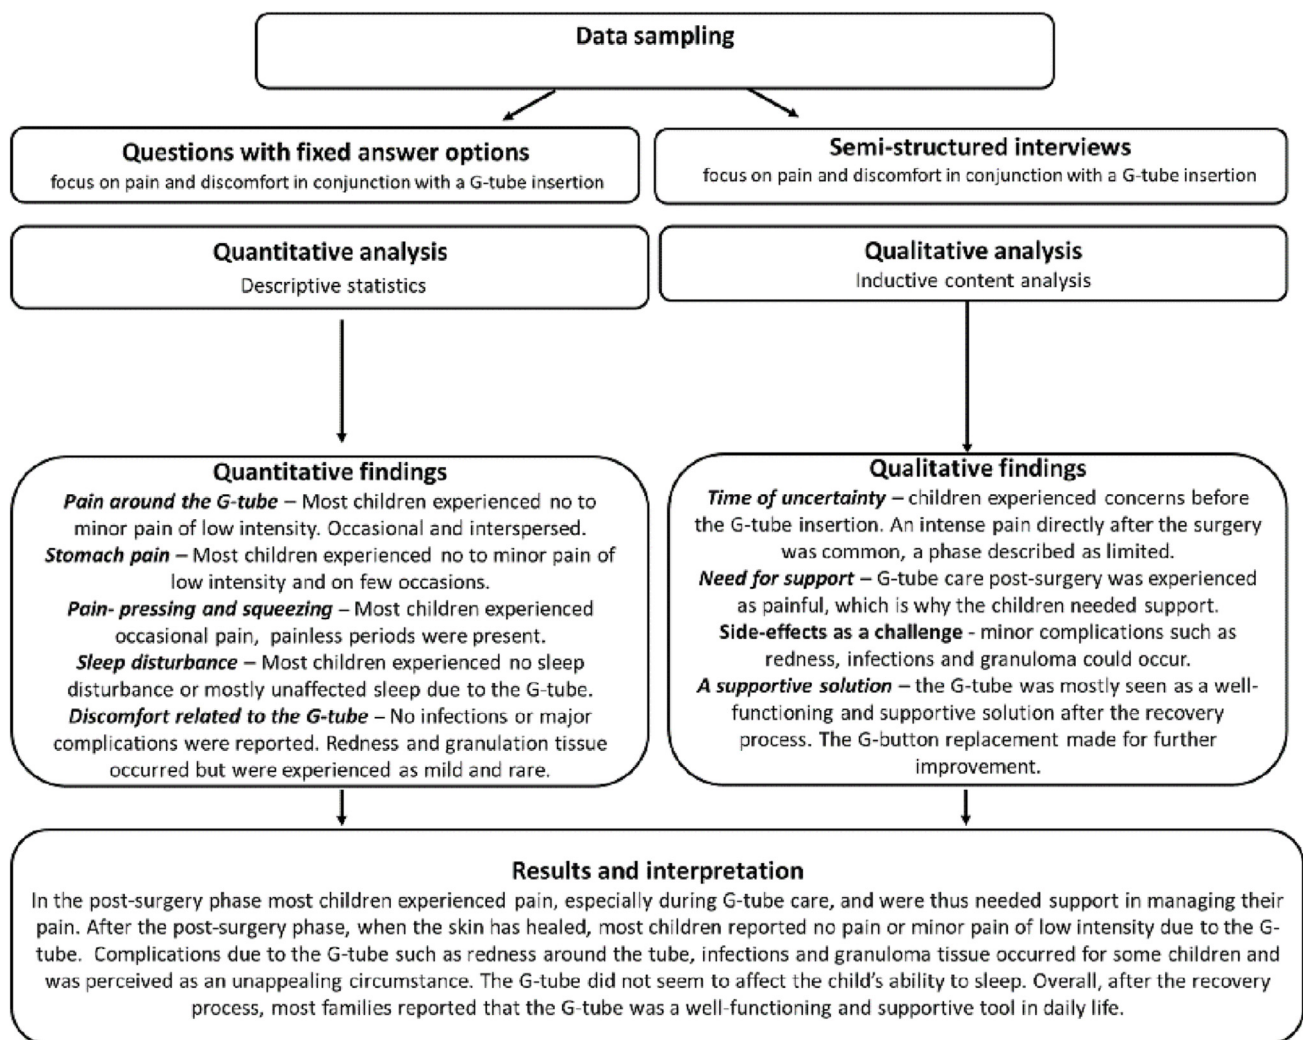 Data sampling
Questions with fixed answer options
focus on pain and discomfort in conjunction with a G-tube insertion
Semi-structured interviews
focus on pain and discomfort in conjunction with a G-tube insertion
Quantitative analysis
Descriptive statistics
Qualitative analysis
Inductive content analysis
Quantitative findings
Pain around the G-tube – Most children experienced no to
minor pain of low intensity. Occasional and interspersed.
Stomach pain – Most children experienced no to minor pain of
low intensity and on few occasions.
Pain- pressing and squeezing – Most children experienced
occasional pain, painless periods were present.
Sleep disturbance – Most children experienced no sleep
disturbance or mostly unaffected sleep due to the G-tube.
Discomfort related to the G-tube – No infections or major
complications were reported. Redness and granulation tissue
occurred but were experienced as mild and rare.
Qualitative findings
Time of uncertainty – children experienced concerns before
the G-tube insertion. An intense pain directly after the surgery
was common, a phase described as limited.
Need for support – G-tube care post-surgery was experienced
as painful, which is why the children needed support.
Side-effects as a challenge - minor complications such as
redness, infections and granuloma could occur.
A supportive solution – the G-tube was mostly seen as a well-
functioning and supportive solution after the recovery
process. The G-button replacement made for further
improvement.
Results and interpretation
In the post-surgery phase most children experienced pain, especially during G-tube care, and were thus needed support in managing their
pain. After the post-surgery phase, when the skin has healed, most children reported no pain or minor pain of low intensity due to the G-
tube.  Complications due to the G-tube such as redness around the tube, infections and granuloma tissue occurred for some children and
was perceived as an unappealing circumstance. The G-tube did not seem to affect the child's ability to sleep. Overall, after the recovery
process, most families reported that the G-tube was a well-functioning and supportive tool in daily life.